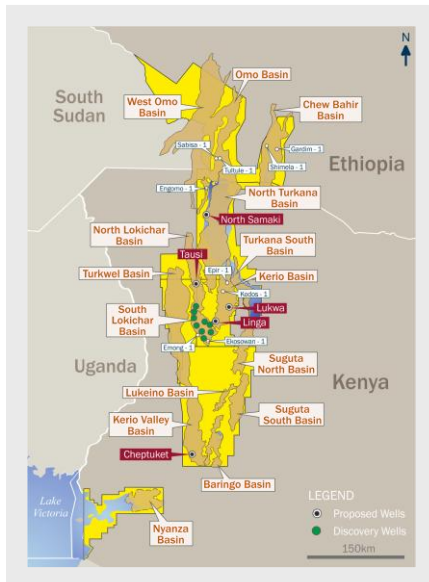 N
South
Sudan
Omo Basin
West Omo
Basin
Chew Bahir
Basin
Sabisa - 1
Gardim - 1
Tultule - 1
Shimela - 1
Ethiopia
Engomo - 1
North Turkana
Basin
North Samaki
North Lokichar
Basin
Turkana South
Basin
Tausi
Turkwel Basin
Epir - 1
Kerio Basin
Kodos - 1
South
Lokichar
Basin
Lukwa
Linga
Emong - 1
Ekosowan - 1
Uganda
Suguta
North Basin
Kenya
Lukeino Basin
Kerio Valley
Basin
Suguta
South Basin
Cheptuket
Baringo Basin
Lake
Victoria
Nyanza
Basin
LEGEND
Proposed Wells
Discovery Wells
150km